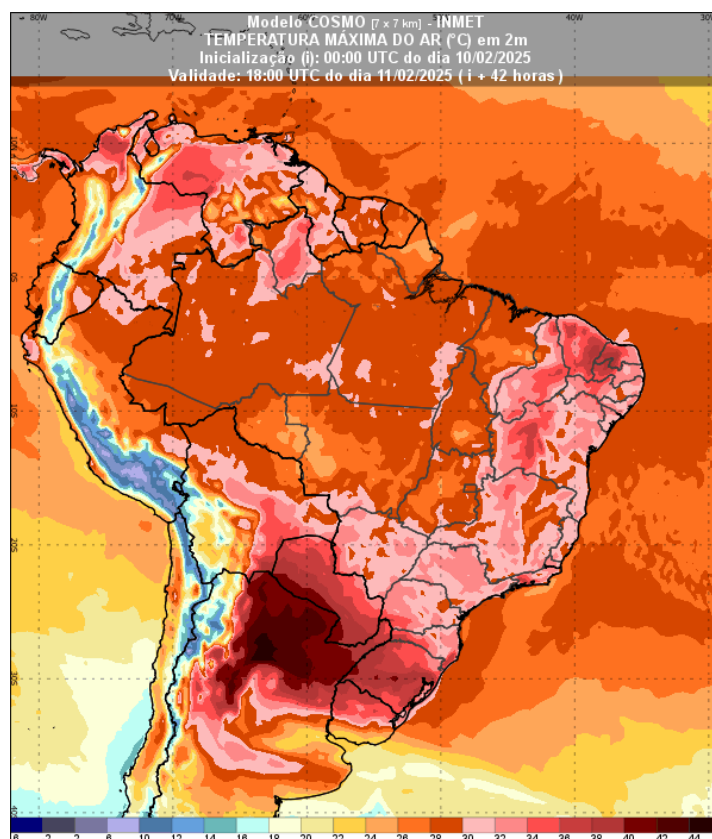 Modelo COSMO [7 x 7 km] - INMET
TEMPERATURA MÁXIMA DO AR (°C) em 2m
Inicialização (i): 00:00 UTC do dia 10/02/2025
Validade: 18:00 UTC do dia 11/02/2025 ( i + 42 horas )
80W 70W 60W 50W 40W 30W
10N
EQ
10S
20S
30S
40S
6 2 2 6 10 12 14 16 18 20 22 24 26 28 30 32 34 36 38 40 42 44